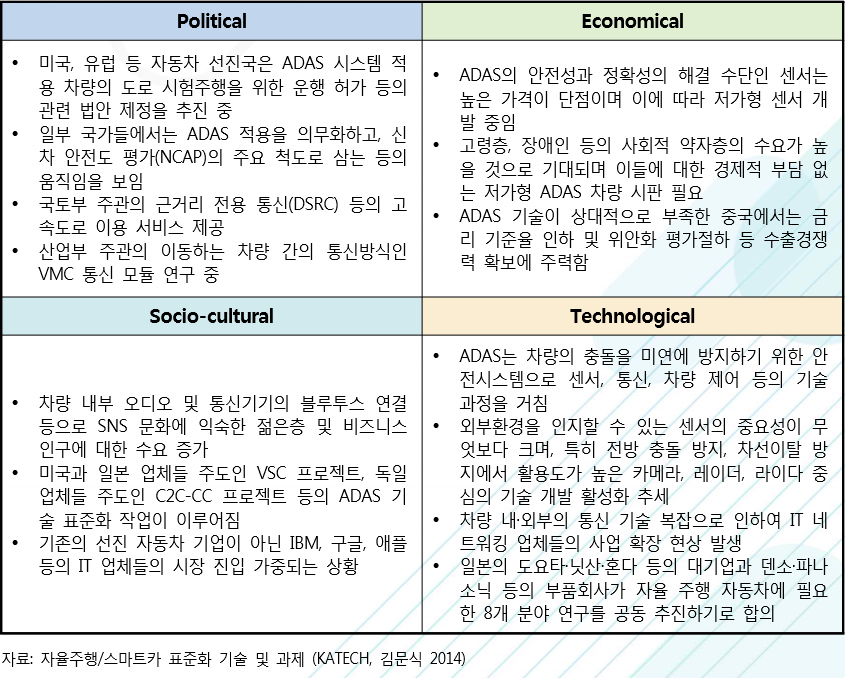 Political
• 미국, 유럽 등 자동차 선진국은 ADAS 시스템 적
용 차량의 도로 시험주행을 위한 운행 허가 등의
관련 법안 제정을 추진 중
• 일부 국가들에서는 ADAS 적용을 의무화하고, 신
차 안전도 평가(NCAP)의 주요 척도로 삼는 등의
움직임을 보임
• 국토부 주관의 근거리 전용 통신(DSRC) 등의 고
속도로 이용 서비스 제공
• 산업부 주관의 이동하는 차량 간의 통신방식인
VMC 통신 모듈 연구 중
Economical
• ADAS의 안전성과 정확성의 해결 수단인 센서는
높은 가격이 단점이며 이에 따라 저가형 센서 개
발 중임
• 고령층, 장애인 등의 사회적 약자층의 수요가 높
을 것으로 기대되며 이들에 대한 경제적 부담 없
는 저가형 ADAS 차량 시판 필요
• ADAS 기술이 상대적으로 부족한 중국에서는 금
리 기준율 인하 및 위안화 평가절하 등 수출경쟁
력 확보에 주력함
Socio-cultural
• 차량 내부 오디오 및 통신기기의 블루투스 연결
등으로 SNS 문화에 익숙한 젊은층 및 비즈니스
인구에 대한 수요 증가
• 미국과 일본 업체들 주도인 VSC 프로젝트, 독일
업체들 주도인 C2C-CC 프로젝트 등의 ADAS 기
술 표준화 작업이 이루어짐
• 기존의 선진 자동차 기업이 아닌 IBM, 구글, 애플
등의 IT 업체들의 시장 진입 가중되는 상황
Technological
• ADAS는 차량의 충돌을 미연에 방지하기 위한 안
전시스템으로 센서, 통신, 차량 제어 등의 기술
과정을 거침
• 외부환경을 인지할 수 있는 센서의 중요성이 무
엇보다 크며, 특히 전방 충돌 방지, 차선이탈 방
지에서 활용도가 높은 카메라, 레이더, 라이다 중
심의 기술 개발 활성화 추세
• 차량 내·외부의 통신 기술 복잡으로 인하여 IT 네
트워킹 업체들의 사업 확장 현상 발생
• 일본의 도요타·닛산·혼다 등의 대기업과 덴소·파나
소닉 등의 부품회사가 자율 주행 자동차에 필요
한 8개 분야 연구를 공동 추진하기로 합의
자료: 자율주행/스마트카 표준화 기술 및 과제 (KATECH, 김문식 2014)